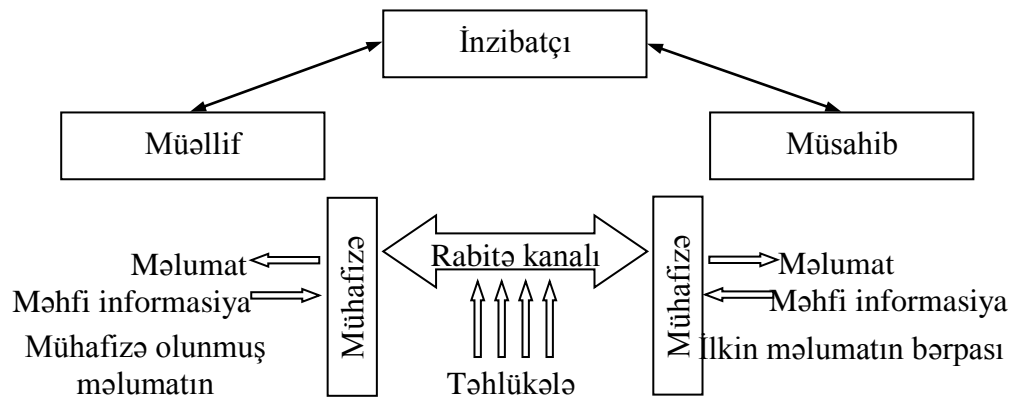 İnzibatçı
Müəllif
Müsahib
Mühafizə
Rabitə kanalı
Mühafizə
Məlumat
Məhfi informasiya
Mühafizə olunmuş
məlumatın
Təhlükələ
Məlumat
Məhfi informasiya
İlkin məlumatın bərpası